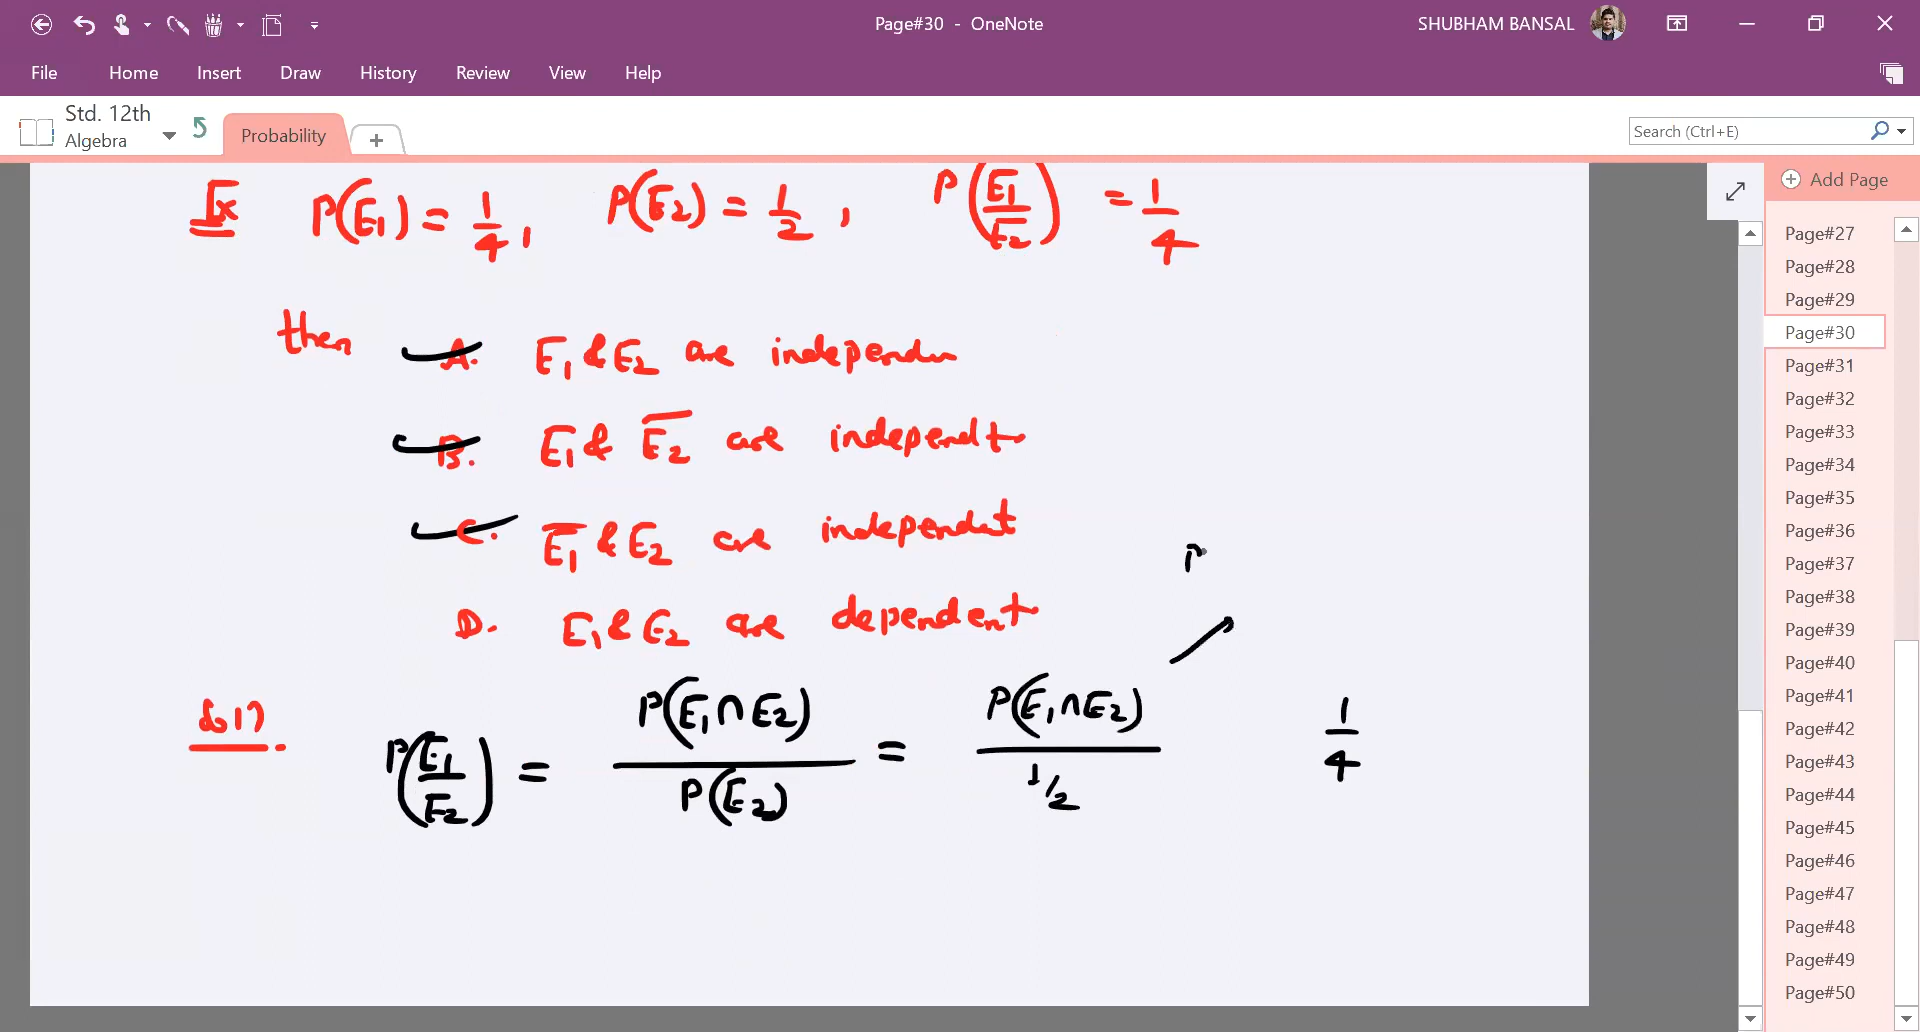 Page#30 - OneNote
SHUBHAM BANSAL
File Home Insert Draw History Review View Help
Std. 12th
Algebra
Probability
Search (Ctrl+E)
Add Page
Ex P(E1) = 1/4, P(E2) = 1/2, P(E1/E2) = 1/4
then A. E1 & E2 are
B. E1 & E̅2 are
C. E̅1 & E2 are
D. E1 & E2 are dependent
P(E1/E2) = P(E1∩E2)/P(E2) = P(E1∩E2)/1/2 1/4
Page#27
Page#28
Page#29
Page#30
Page#31
Page#32
Page#33
Page#34
Page#35
Page#36
Page#37
Page#38
Page#39
Page#40
Page#41
Page#42
Page#43
Page#44
Page#45
Page#46
Page#47
Page#48
Page#49
Page#50